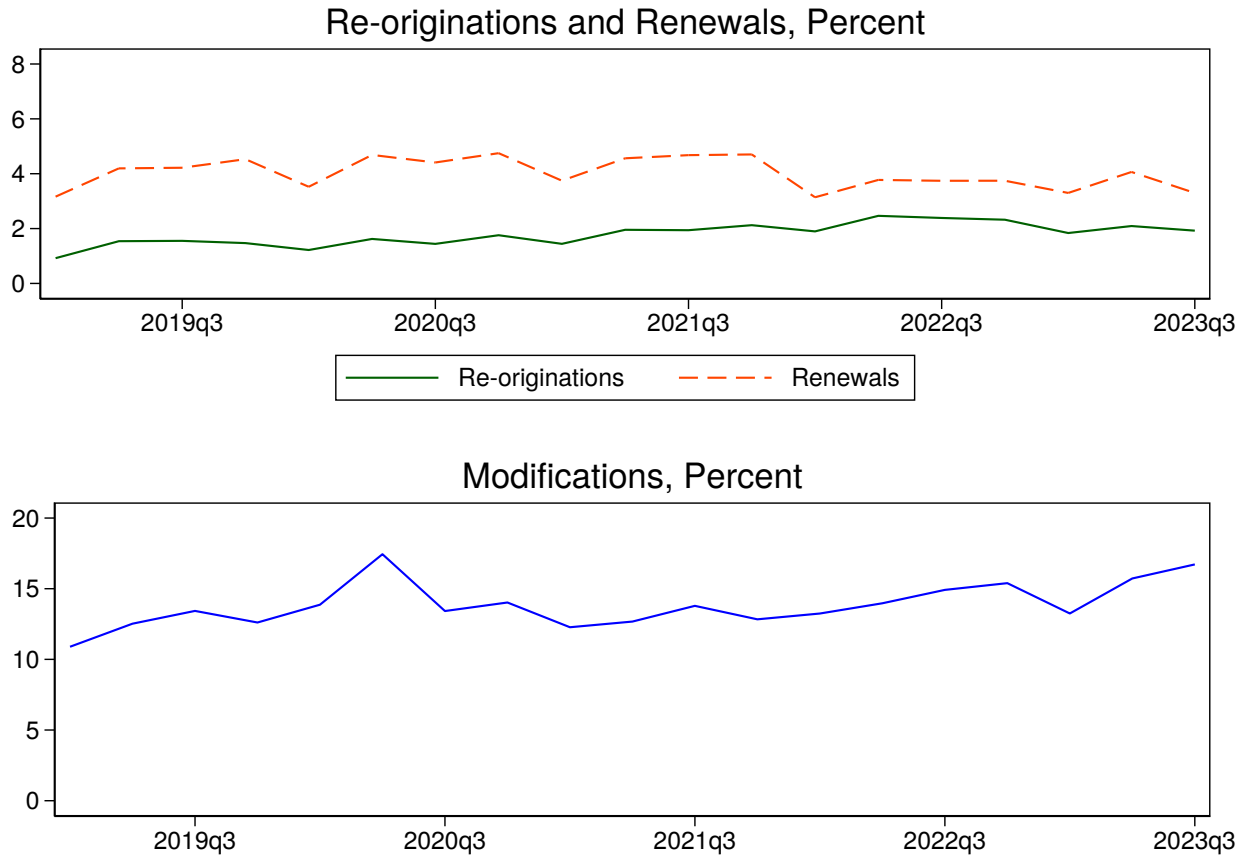 Re-originations and Renewals, Percent
8
6
4
2
0
2019q3 2020q3 2021q3 2022q3 2023q3
Re-originations Renewals
Modifications, Percent
20
15
10
5
0
2019q3 2020q3 2021q3 2022q3 2023q3